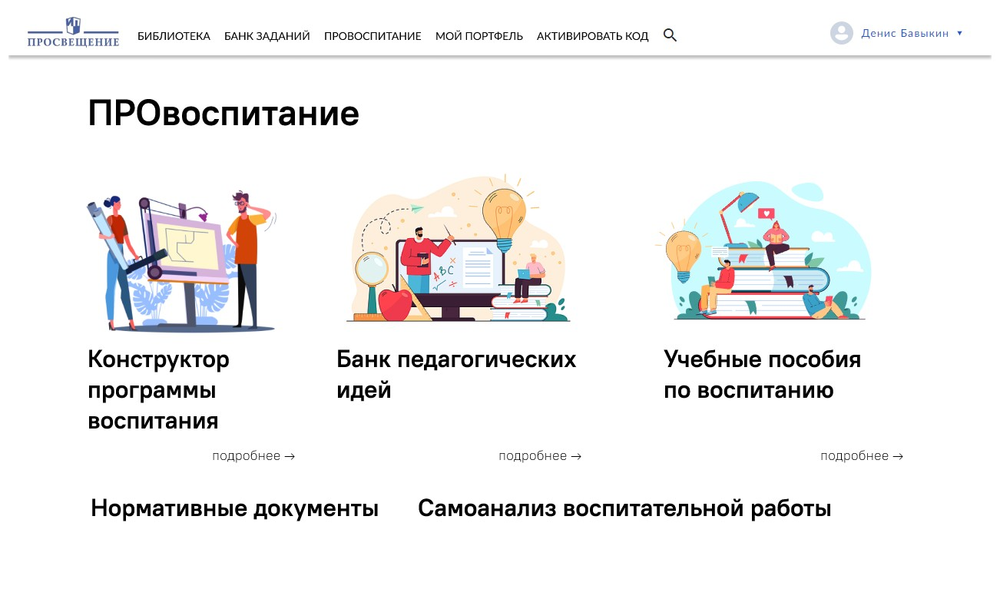 ПРОСВЕЩЕНИЕ
БИБЛИОТЕКА БАНК ЗАДАНИЙ ПРОВОСПИТАНИЕ МОЙ ПОРТФЕЛЬ АКТИВИРОВАТЬ КОД
Денис Бавыкин
ПРОвоспитание
A B C
Конструктор
программы
воспитания
подробнее →
Банк педагогических
идей
подробнее →
Учебные пособия
по воспитанию
подробнее →
Нормативные документы
Самоанализ воспитательной работы